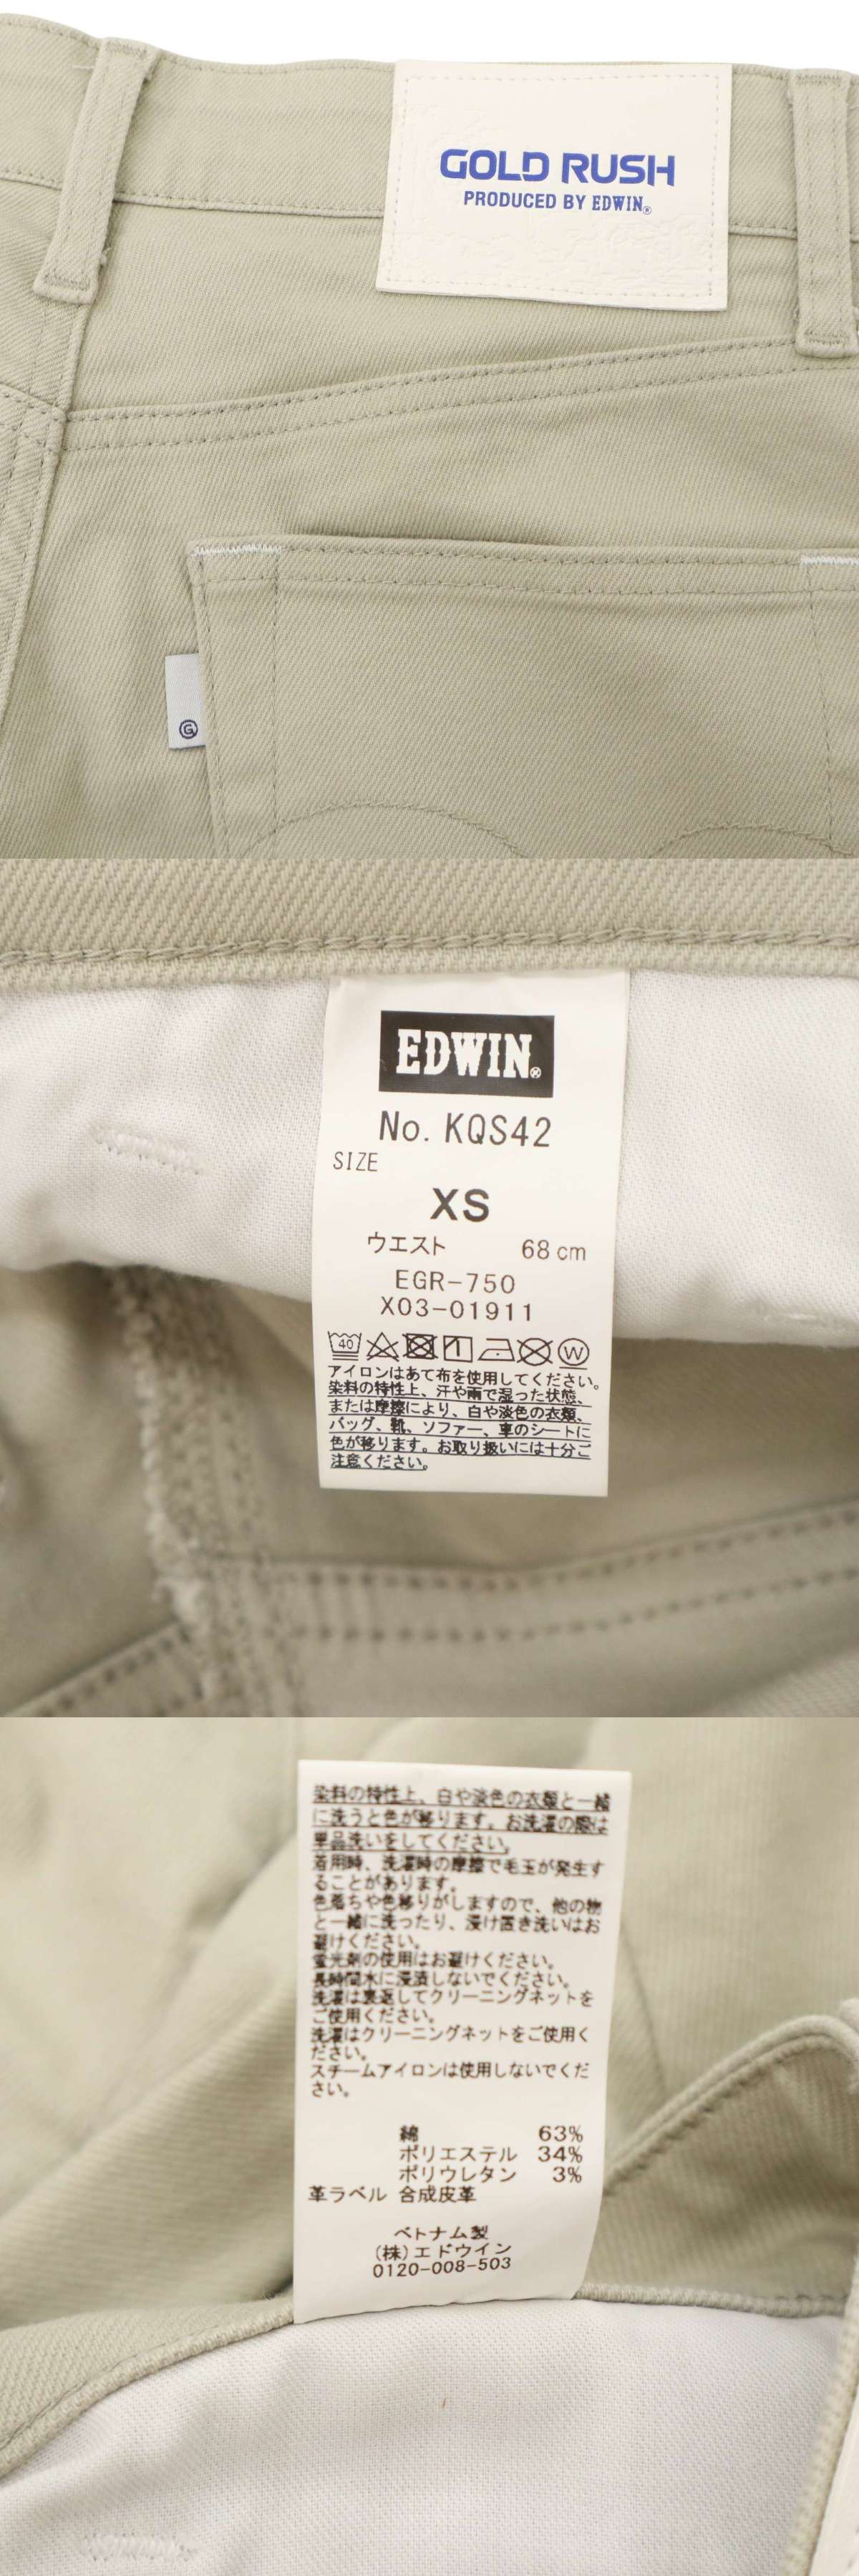 GOLD RUSH
PRODUCED BY EDWIN®
G
EDWIN®
No. KQS42
SIZE
XS
ウエスト 68 cm
EGR-750
X03-01911
40 W
アイロンはあて布を使用してください。
染料の特性上、汗や雨で湿った状態、
または摩擦により、白や淡色の衣類、
バッグ、靴、ソファー、車のシートに
色が移ります。お取り扱いには十分ご
注意ください。
染料の特性上、白や淡色の衣類と一緒
に洗うと色が移ります。お洗濯の際は
単品洗いをしてください。
着用時、洗濯時の摩擦で毛玉が発生す
ることがあります。
色落ちや色移りがしますので、他の物
と一緒に洗ったり、浸け置き洗いはお
避けください。
蛍光剤の使用はお避けください。
長時間水に浸漬しないでください。
洗濯は裏返してクリーニングネットを
ご使用ください。
洗濯はクリーニングネットをご使用く
ださい。
スチームアイロンは使用しないでくだ
さい。
綿 63%
ポリエステル 34%
ポリウレタン 3%
革ラベル 合成皮革
ベトナム製
(株)エドウイン
0120-008-503